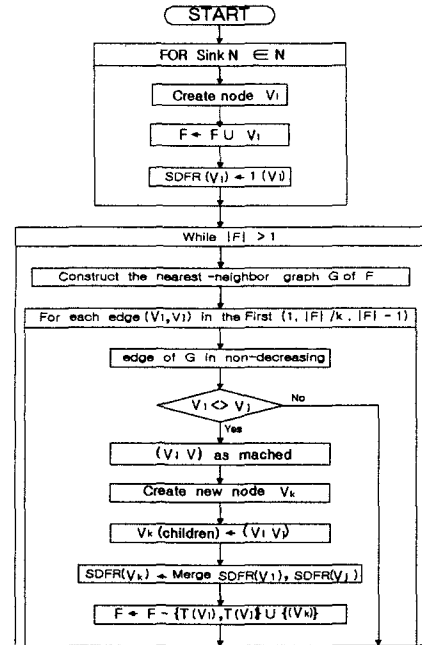 START
FOR Sink N ∈ N
Create node V1
F ← F U V1
SDFR (V1) ← 1 (V1)
While |F| > 1
Construct the nearest-neighbor graph G of F
For each edge (V1, VJ) in the First (1, |F| /k, |F| - 1)
edge of G in non-decreasing
V1 <> VJ
No
Yes
(V1 V) as mached
Create new node Vk
Vk (children) ← (V1 VJ)
SDFR(Vk) ← Merge SDFR(V1), SDFR(VJ)
F ← F - {T(V1), T(VJ)} U {(Vk)}